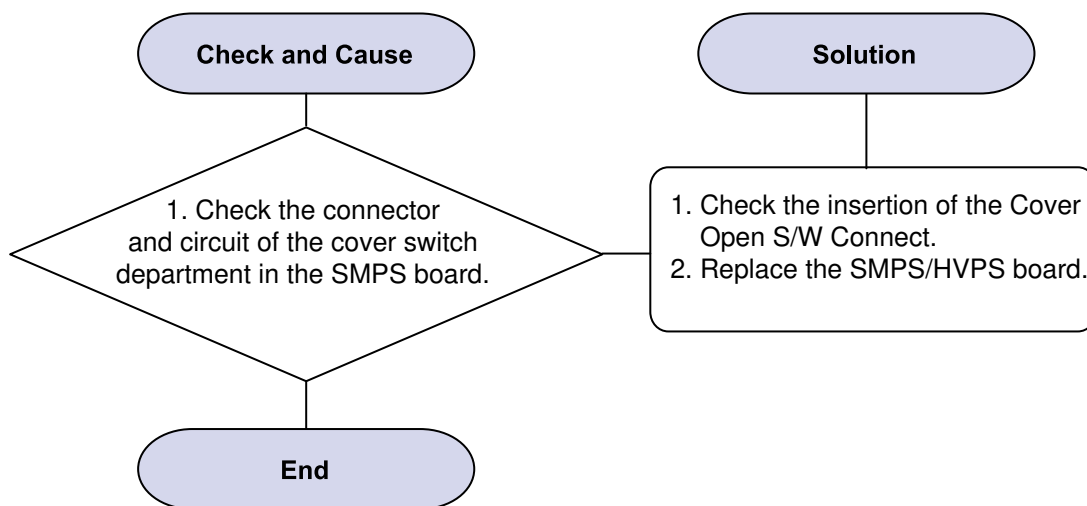 Check and Cause
Solution
1. Check the connector
and circuit of the cover switch
department in the SMPS board.
1. Check the insertion of the Cover
Open S/W Connect.
2. Replace the SMPS/HVPS board.
End